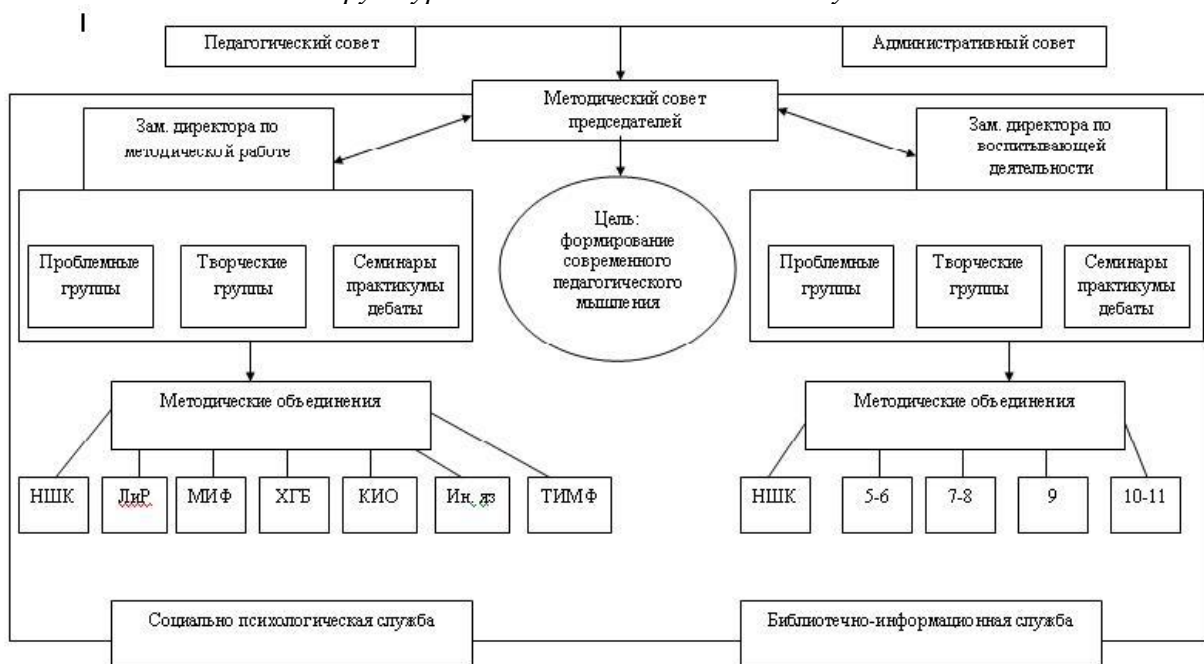 Педагогический совет
Административный совет
Методический совет
председателей
Зам. директора по
методической работе
Зам. директора по
воспитывающей
деятельности
Цель:
формирование
современного
педагогического
мышления
Проблемные
группы
Творческие
группы
Семинары
практикумы
дебаты
Проблемные
группы
Творческие
группы
Семинары
практикумы
дебаты
Методические объединения
Методические объединения
НШК
ЛиР
МИФ
ХГБ
КИО
Ин. яз
ТИМФ
НШК
5-6
7-8
9
10-11
Социально психологическая служба
Библиотечно-информационная служба